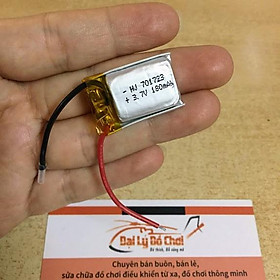 - HJ 701723
+ 3.7V 180mAh
Đại Lý Đồ Chơi
Chuyên bán buôn, bán lẻ,
sửa chữa đồ chơi điều khiển từ xa, đồ chơi thông minh